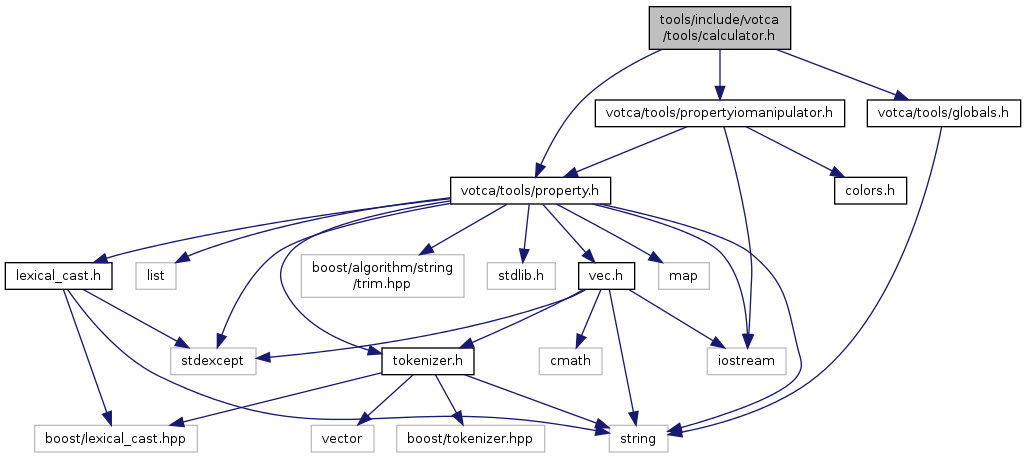 tools/include/votca
/tools/calculator.h
votca/tools/propertyiomanipulator.h
votca/tools/globals.h
votca/tools/property.h
colors.h
lexical_cast.h
list
boost/algorithm/string
/trim.hpp
stdlib.h
vec.h
map
stdexcept
tokenizer.h
cmath
iostream
boost/lexical_cast.hpp
vector
boost/tokenizer.hpp
string